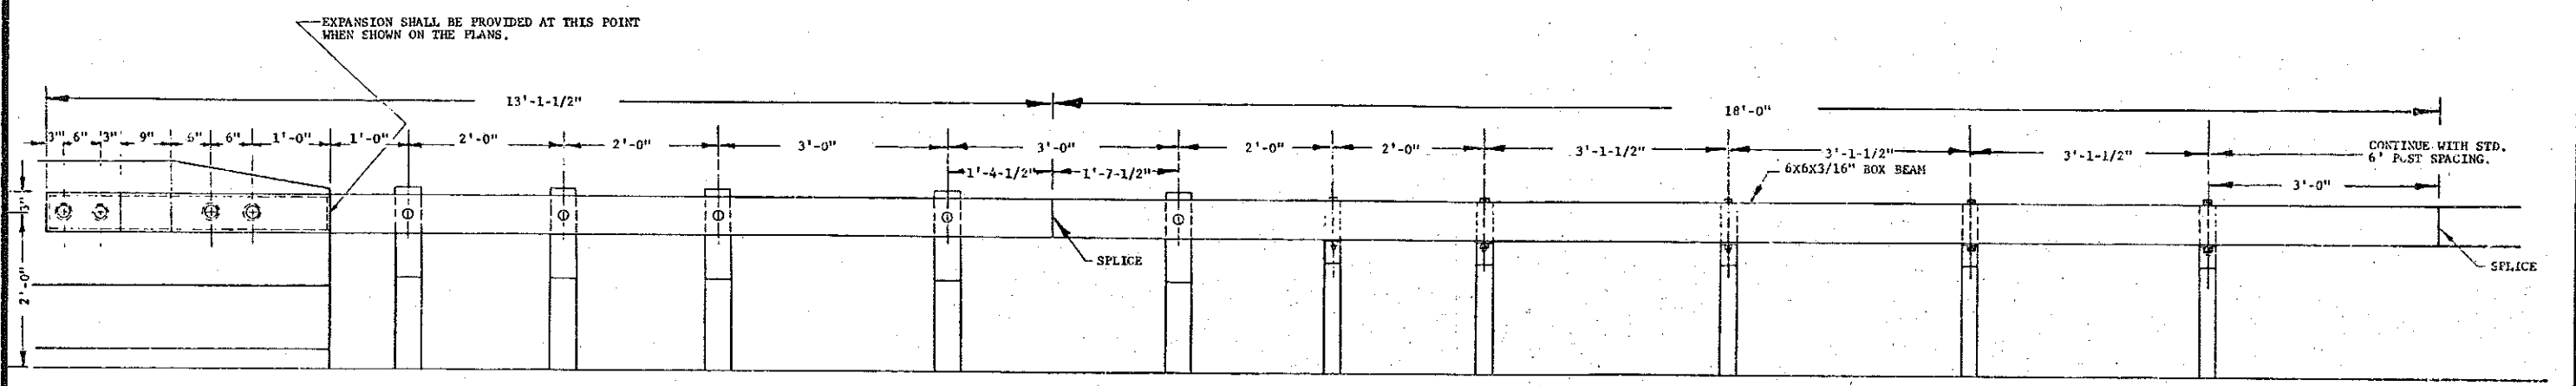 EXPANSION SHALL BE PROVIDED AT THIS POINT
WHEN SHOWN ON THE PLANS.
13'-1-1/2"
18'-0"
3" 6" 3" 9" 6" 6" 1'-0" 1'-0" 2'-0" 2'-0" 3'-0" 3'-0" 2'-0" 2'-0" 3'-1-1/2" 3'-1-1/2" 3'-1-1/2"
CONTINUE WITH STD.
6' POST SPACING.
1'-4-1/2" 1'-7-1/2"
6X6X3/16" BOX BEAM
3'-0"
3"
SPLICE
SPLICE
2'-0"